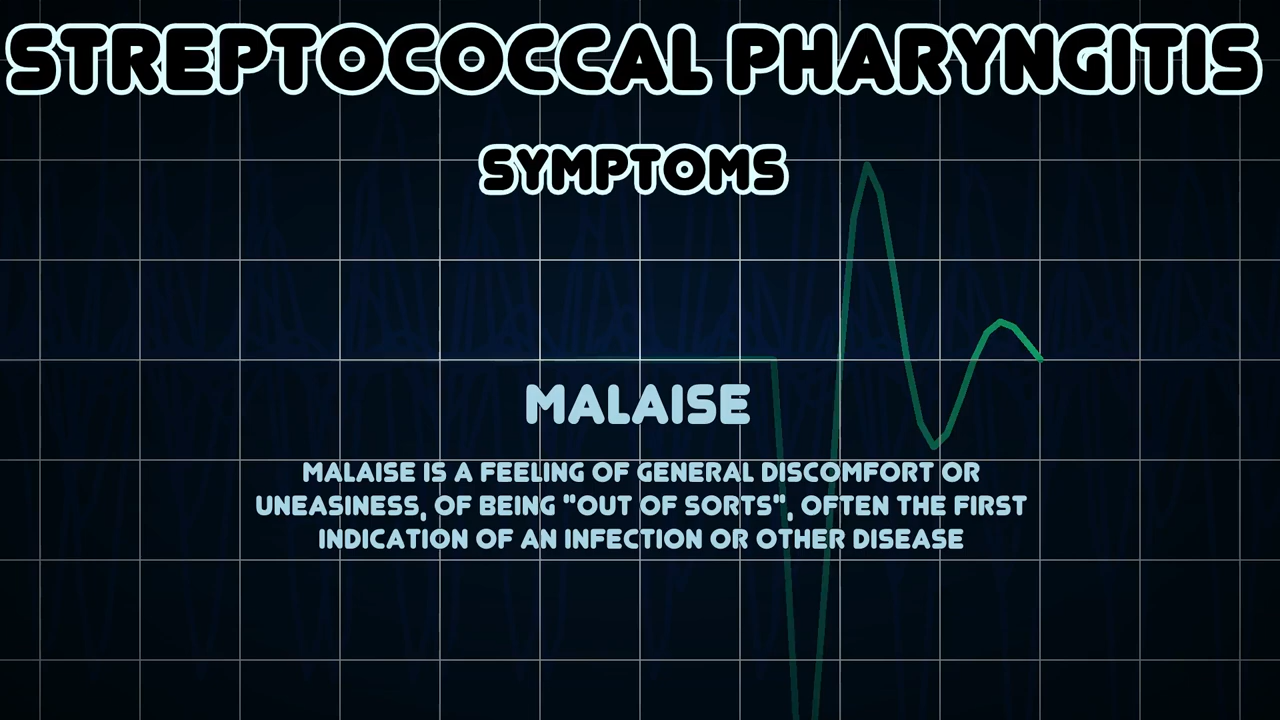 STREPTOCOCCAL PHARYNGITIS
SYMPTOMS
MALAISE
MALAISE IS A FEELING OF GENERAL DISCOMFORT OR
UNEASINESS, OF BEING "OUT OF SORTS", OFTEN THE FIRST
INDICATION OF AN INFECTION OR OTHER DISEASE